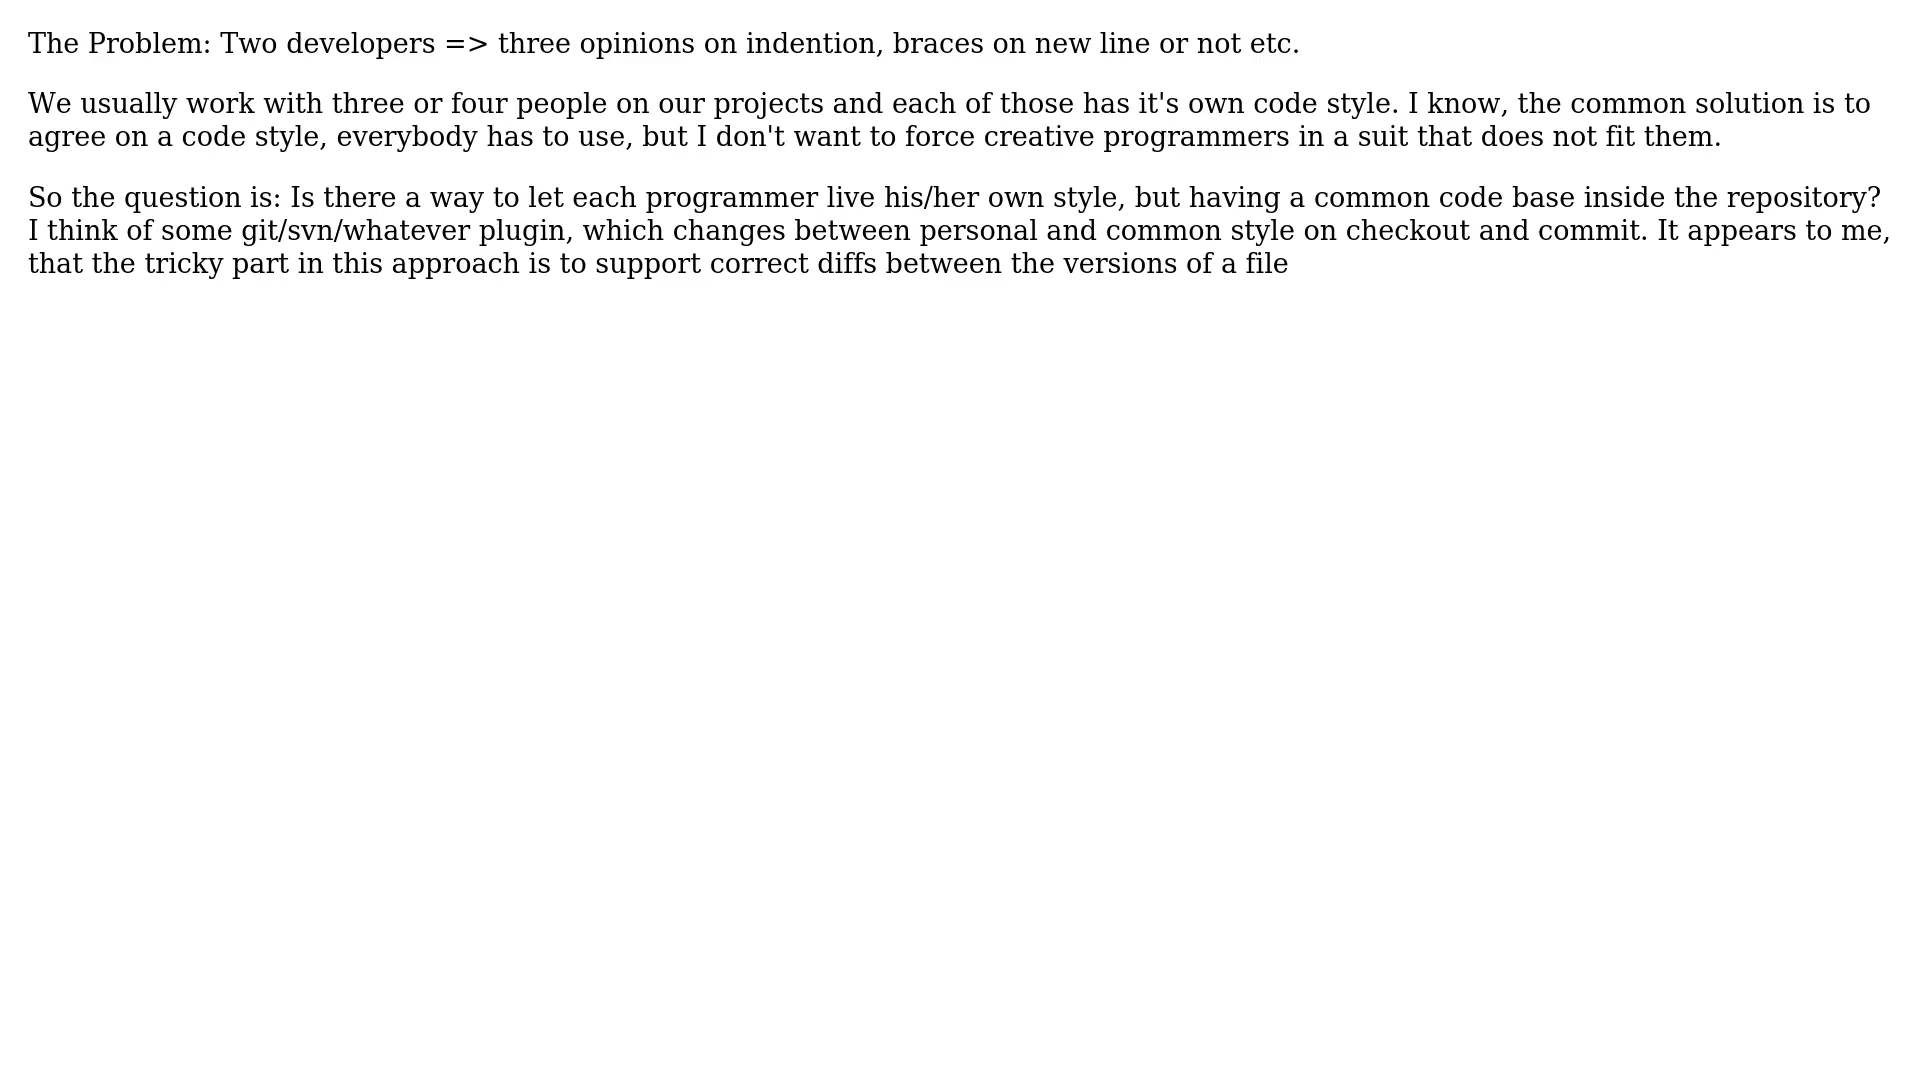 The Problem: Two developers => three opinions on indention, braces on new line or not etc.
We usually work with three or four people on our projects and each of those has it's own code style. I know, the common solution is to
agree on a code style, everybody has to use, but I don't want to force creative programmers in a suit that does not fit them.
So the question is: Is there a way to let each programmer live his/her own style, but having a common code base inside the repository?
I think of some git/svn/whatever plugin, which changes between personal and common style on checkout and commit. It appears to me,
that the tricky part in this approach is to support correct diffs between the versions of a file